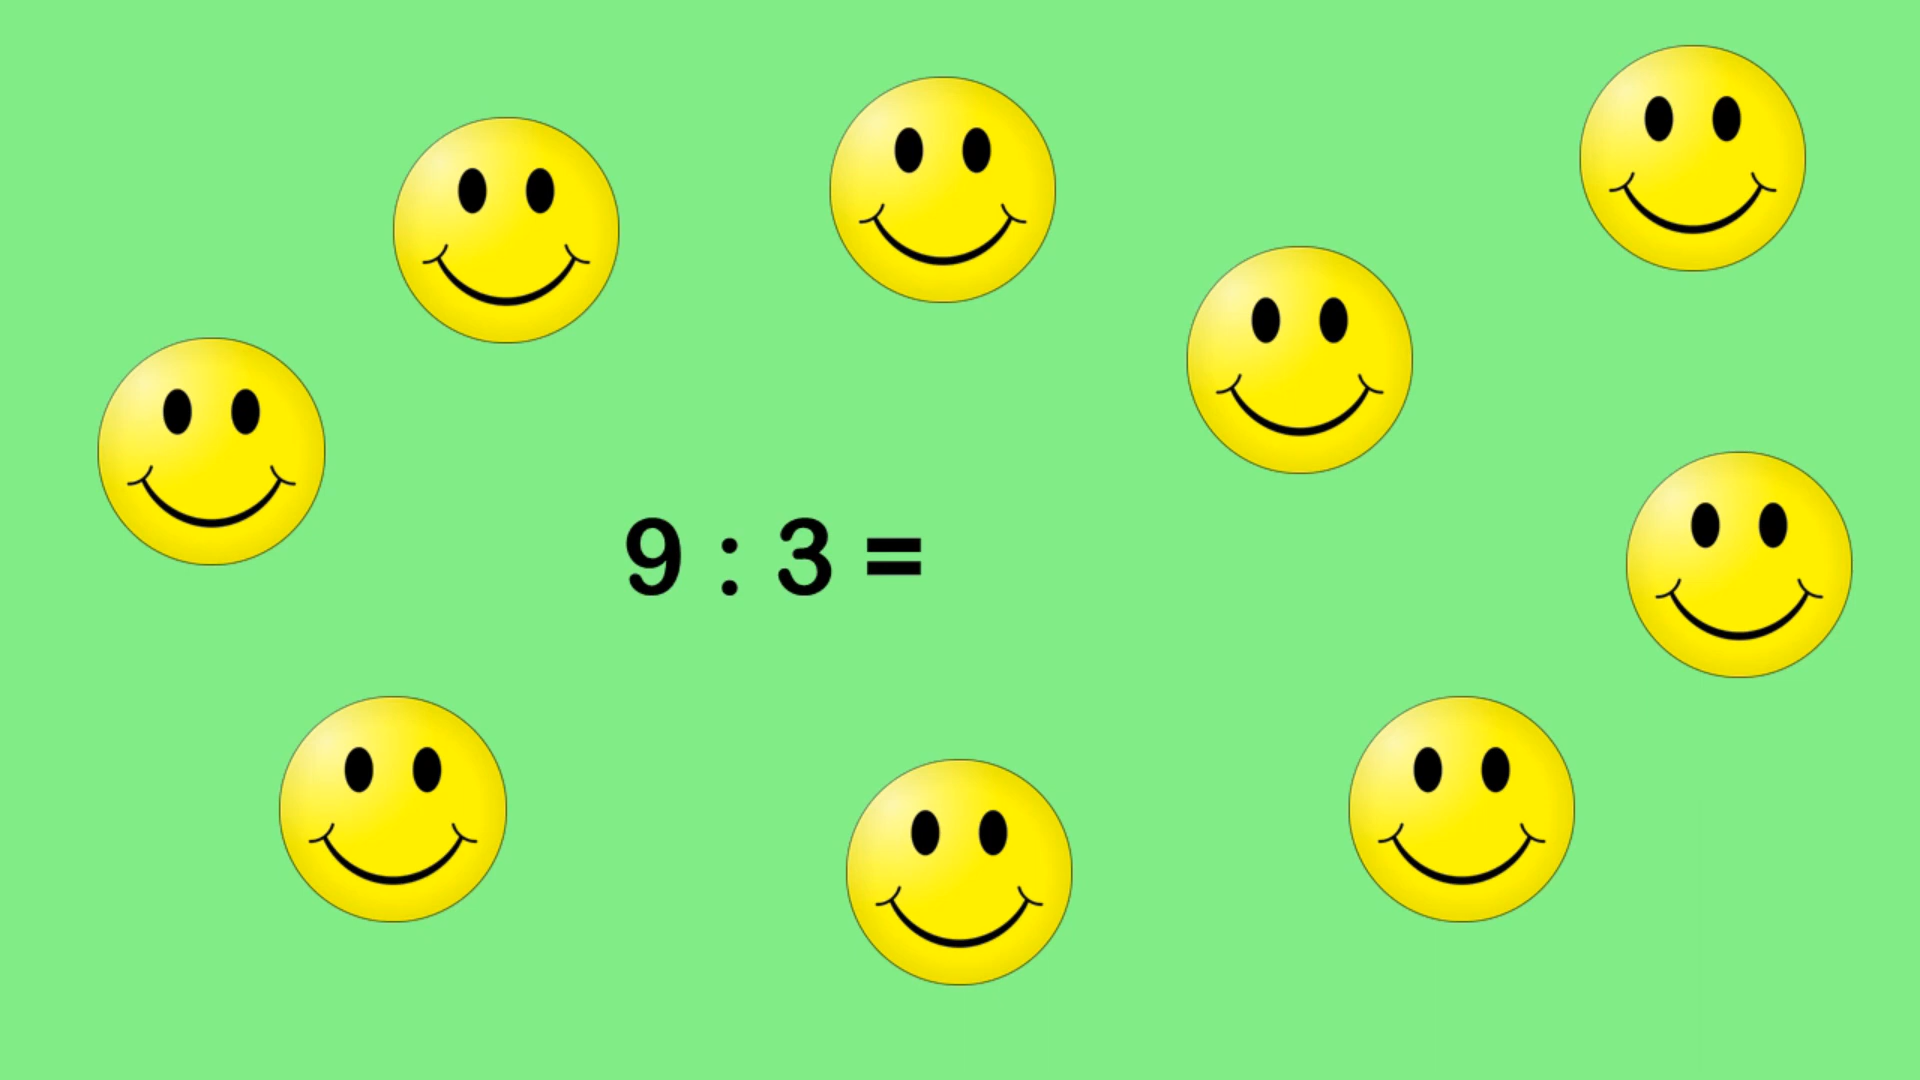 9 : 3 =